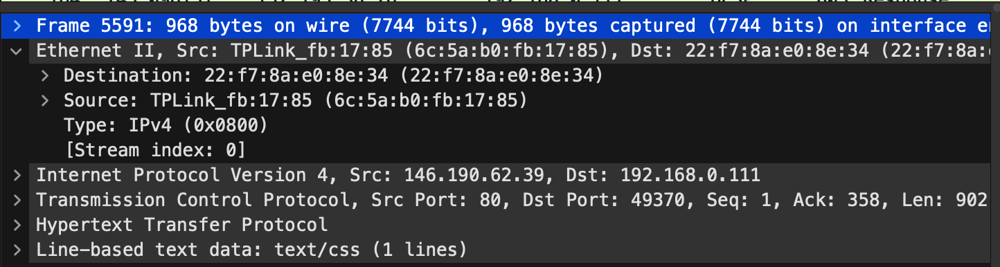 Frame 5591: 968 bytes on wire (7744 bits), 968 bytes captured (7744 bits) on interface
Ethernet II, Src: TPLink_fb:17:85 (6c:5a:b0:fb:17:85), Dst: 22:f7:8a:e0:8e:34 (22:f7:8a:
Destination: 22:f7:8a:e0:8e:34 (22:f7:8a:e0:8e:34)
Source: TPLink_fb:17:85 (6c:5a:b0:fb:17:85)
Type: IPv4 (0x0800)
[Stream index: 0]
Internet Protocol Version 4, Src: 146.190.62.39, Dst: 192.168.0.111
Transmission Control Protocol, Src Port: 80, Dst Port: 49370, Seq: 1, Ack: 358, Len: 902
Hypertext Transfer Protocol
Line-based text data: text/css (1 lines)